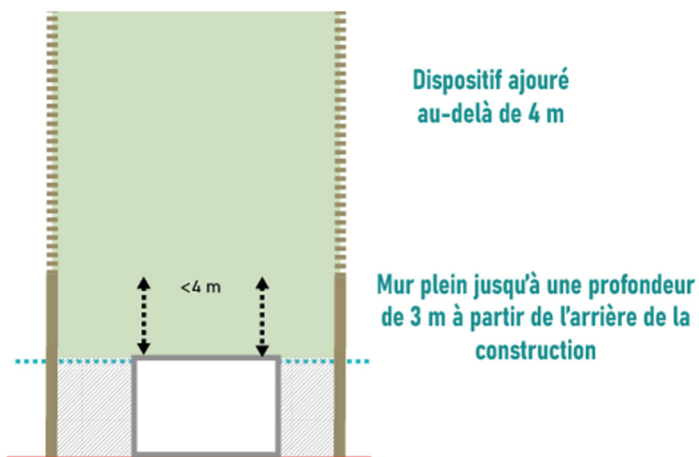 Dispositif ajouré
au-delà de 4 m
<4 m
Mur plein jusqu'à une profondeur
de 3 m à partir de l'arrière de la
construction